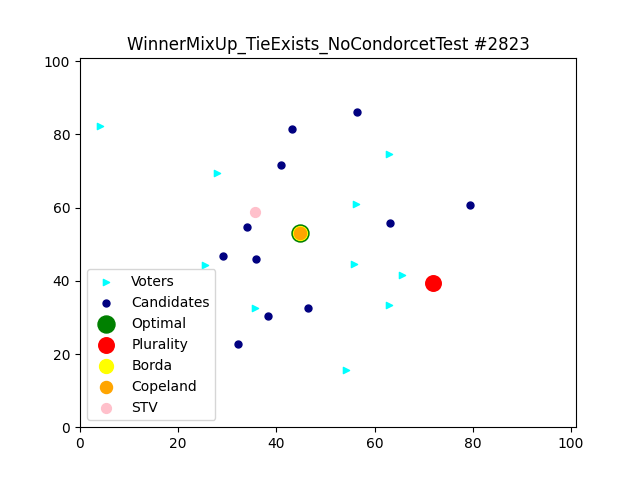 WinnerMixUp_TieExists_NoCondorcetTest #2823
100
80
60
40
20
0
Voters
Candidates
Optimal
Plurality
Borda
Copeland
STV
0 20 40 60 80 100